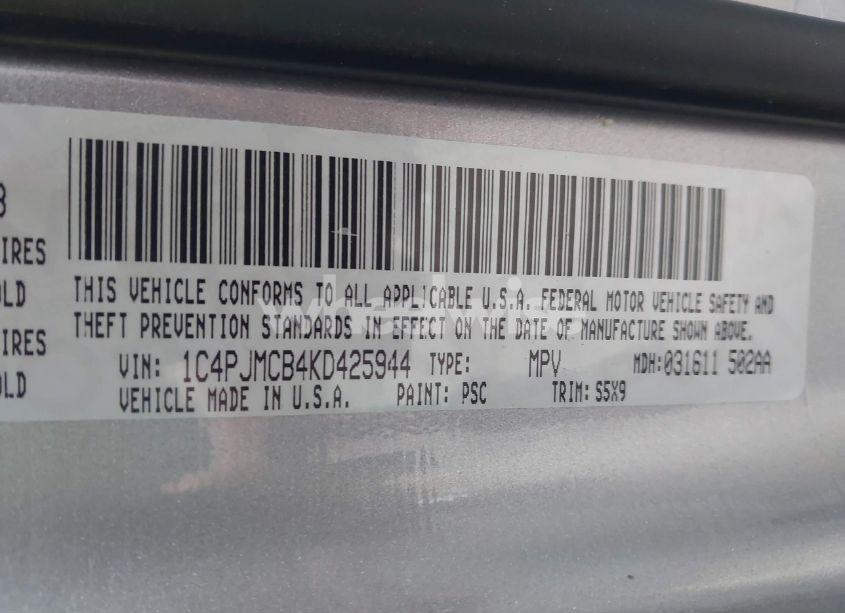 8
IRES
OLD
IRES
OLD
THIS VEHICLE CONFORMS TO ALL APPLICABLE U.S.A. FEDERAL MOTOR VEHICLE SAFETY AND
THEFT PREVENTION STANDARDS IN EFFECT ON THE DATE OF MANUFACTURE SHOWN ABOVE.
VIN: 1C4PJMCB4KD425944 TYPE: MPV MDH:031611 502AA
VEHICLE MADE IN U.S.A. PAINT: PSC TRIM: S5X9
wheelwise